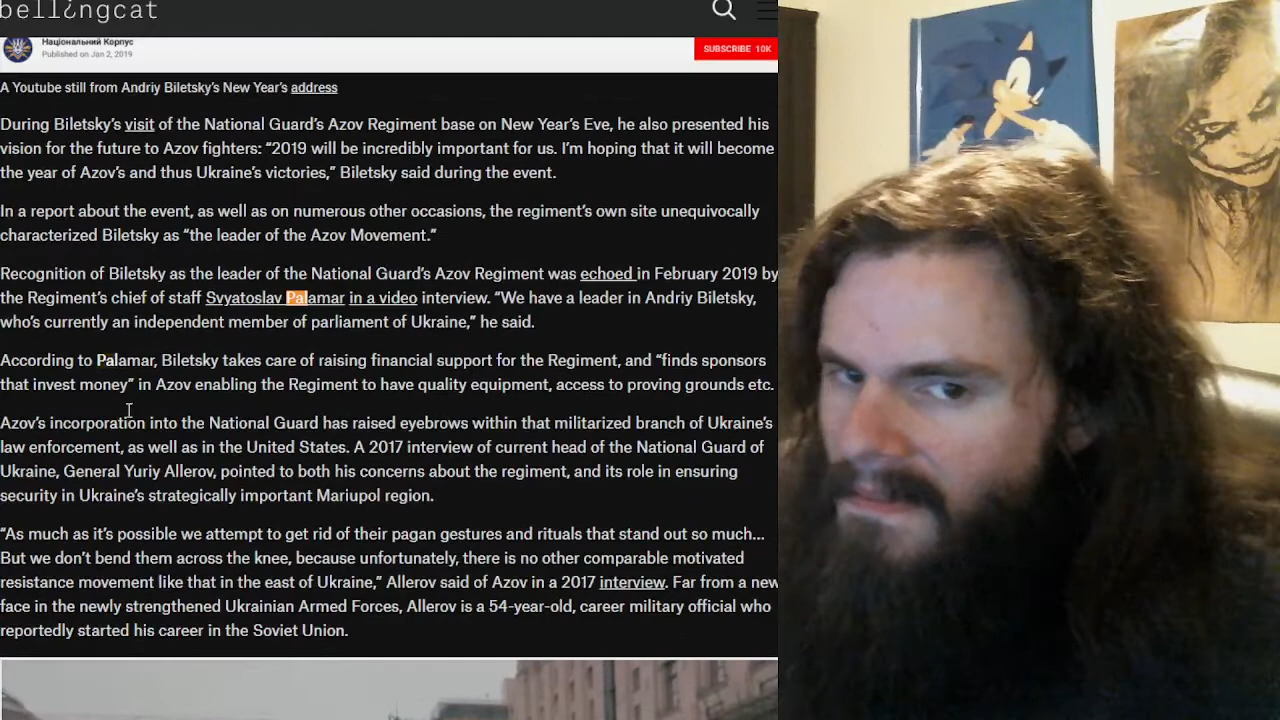 bell¿ngcat
Національний Корпус
Published on Jan 2, 2019
SUBSCRIBE 10K
A Youtube still from Andriy Biletsky's New Year's address
During Biletsky's visit of the National Guard's Azov Regiment base on New Year's Eve, he also presented his
vision for the future to Azov fighters: “2019 will be incredibly important for us. I'm hoping that it will become
the year of Azov's and thus Ukraine's victories,” Biletsky said during the event.
In a report about the event, as well as on numerous other occasions, the regiment's own site unequivocally
characterized Biletsky as “the leader of the Azov Movement.”
Recognition of Biletsky as the leader of the National Guard's Azov Regiment was echoed in February 2019 by
the Regiment's chief of staff Svyatoslav Palamar in a video interview. “We have a leader in Andriy Biletsky,
who's currently an independent member of parliament of Ukraine,” he said.
According to Palamar, Biletsky takes care of raising financial support for the Regiment, and “finds sponsors
that invest money” in Azov enabling the Regiment to have quality equipment, access to proving grounds etc.
Azov's incorporation into the National Guard has raised eyebrows within that militarized branch of Ukraine's
law enforcement, as well as in the United States. A 2017 interview of current head of the National Guard of
Ukraine, General Yuriy Allerov, pointed to both his concerns about the regiment, and its role in ensuring
security in Ukraine's strategically important Mariupol region.
“As much as it's possible we attempt to get rid of their pagan gestures and rituals that stand out so much...
But we don't bend them across the knee, because unfortunately, there is no other comparable motivated
resistance movement like that in the east of Ukraine,” Allerov said of Azov in a 2017 interview. Far from a new
face in the newly strengthened Ukrainian Armed Forces, Allerov is a 54-year-old, career military official who
reportedly started his career in the Soviet Union.